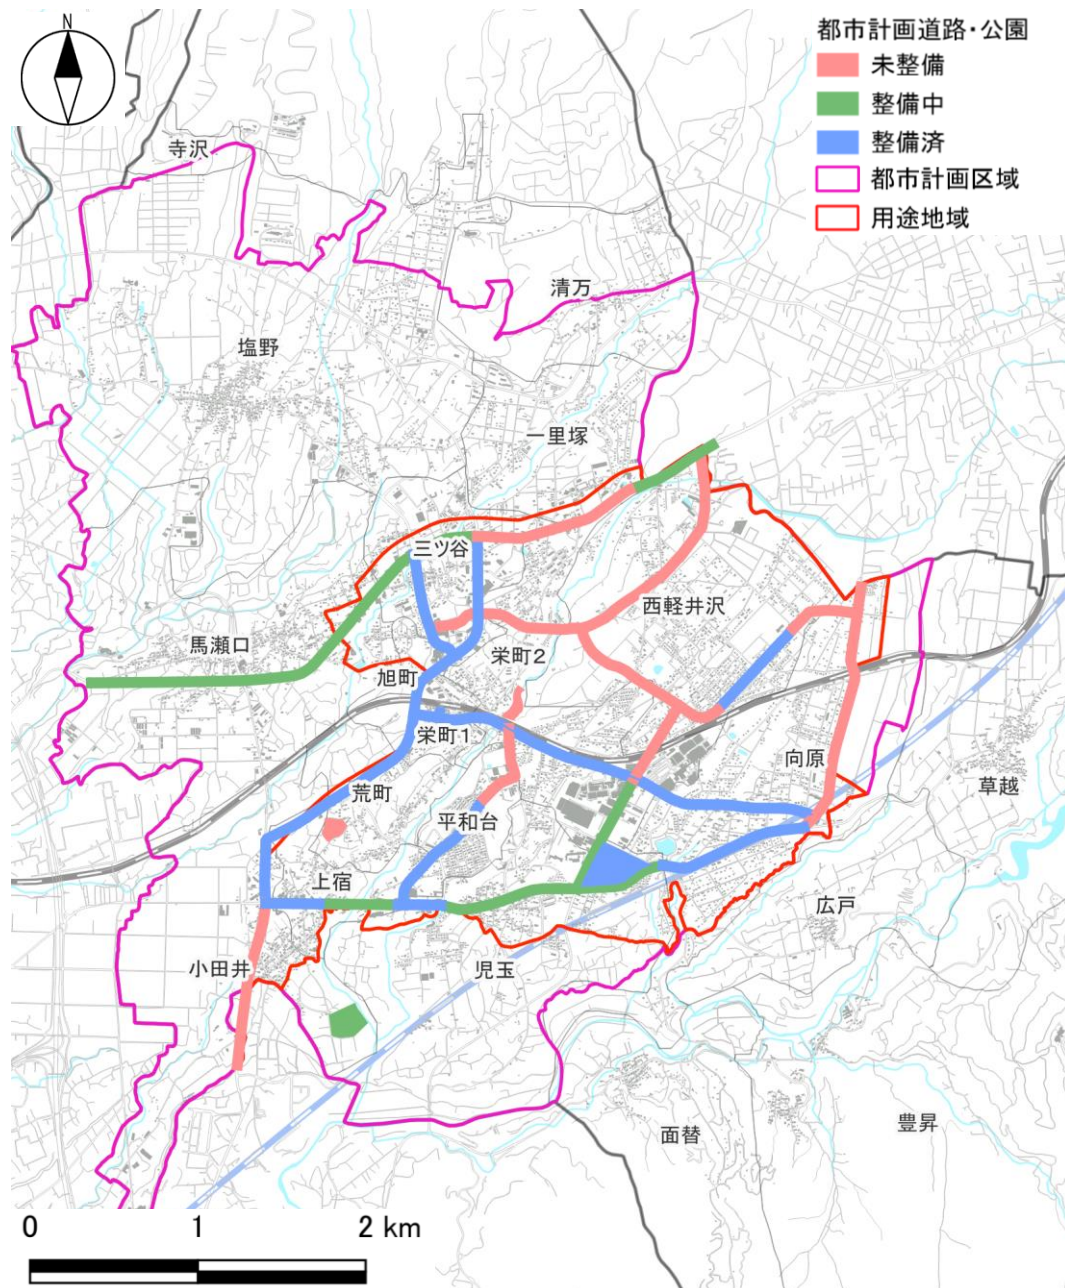 N
都市計画道路・公園
未整備
整備中
整備済
都市計画区域
用途地域
寺沢
清万
塩野
一里塚
三ツ谷
西軽井沢
馬瀬口
栄町2
旭町
栄町1
向原
草越
荒町
平和台
上宿
広戸
小田井
児玉
豊昇
面替
0 1 2 km